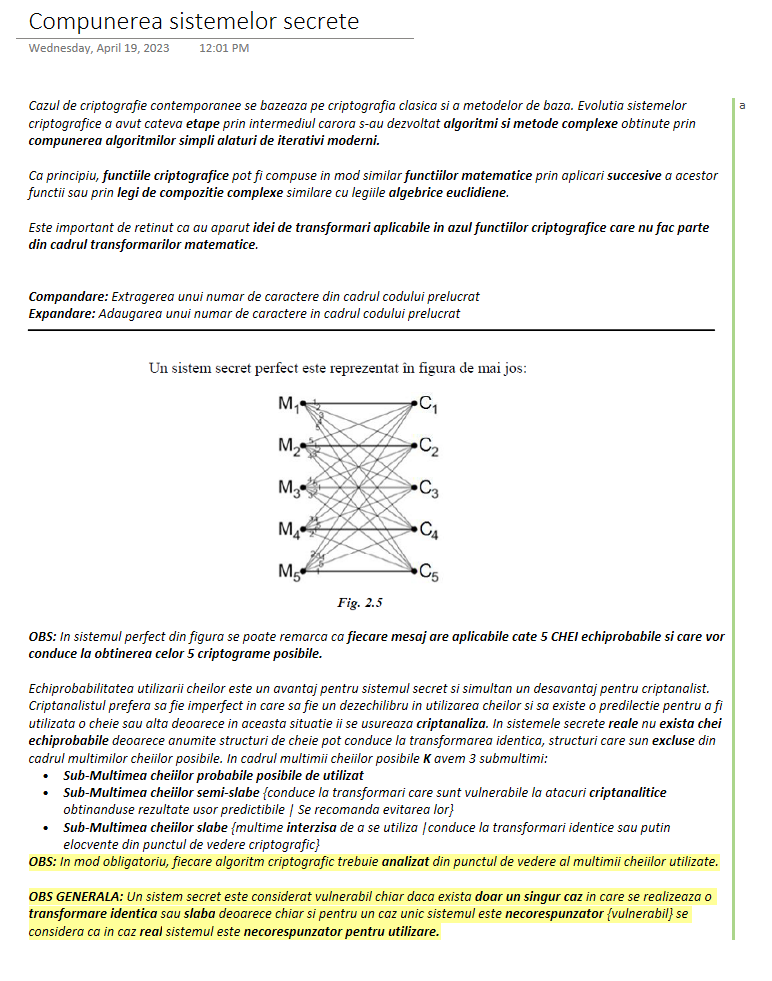 Compunerea sistemelor secrete
Wednesday, April 19, 2023 12:01 PM
Cazul de criptografie contemporanee se bazeaza pe criptografia clasica si a metodelor de baza. Evolutia sistemelor
a
criptografice a avut cateva etape prin intermediul carora s-au dezvoltat algoritmi si metode complexe obtinute prin
compunerea algoritmilor simpli alaturi de iterativi moderni.
Ca principiu, functiile criptografice pot fi compuse in mod similar functiilor matematice prin aplicari succesive a acestor
functii sau prin legi de compozitie complexe similare cu legiile algebrice euclidiene.
Este important de retinut ca au aparut idei de transformari aplicabile in azul functiilor criptografice care nu fac parte
din cadrul transformarilor matematice.
Compandare: Extragerea unui numar de caractere din cadrul codului prelucrat
Expandare: Adaugarea unui numar de caractere in cadrul codului prelucrat
Un sistem secret perfect este reprezentat în figura de mai jos:
M1 C1
M2 C2
M3 C3
M4 C4
M5 C5
Fig. 2.5
OBS: In sistemul perfect din figura se poate remarca ca fiecare mesaj are aplicabile cate 5 CHEI echiprobabile si care vor
conduce la obtinerea celor 5 criptograme posibile.
Echiprobabilitatea utilizarii cheilor este un avantaj pentru sistemul secret si simultan un desavantaj pentru criptanalist.
Criptanalistul prefera sa fie imperfect in care sa fie un dezechilibru in utilizarea cheilor si sa existe o predilectie pentru a fi
utilizata o cheie sau alta deoarece in aceasta situatie ii se usureaza criptanaliza. In sistemele secrete reale nu exista chei
echiprobabile deoarece anumite structuri de cheie pot conduce la transformarea identica, structuri care sun excluse din
cadrul multimilor cheilor posibile. In cadrul multimii cheiilor posibile K avem 3 submultimi:
• Sub-Multimea cheiilor probabile posibile de utilizat
• Sub-Multimea cheiilor semi-slabe {conduce la transformari care sunt vulnerabile la atacuri criptanalitice
obtinanduse rezultate usor predictibile | Se recomanda evitarea lor}
• Sub-Multimea cheiilor slabe {multime interzisa de a se utiliza |conduce la transformari identice sau putin
elocvente din punctul de vedere criptografic}
OBS: In mod obligatoriu, fiecare algoritm criptografic trebuie analizat din punctul de vedere al multimii cheiilor utilizate.
OBS GENERALA: Un sistem secret este considerat vulnerabil chiar daca exista doar un singur caz in care se realizeaza o
transformare identica sau slaba deoarece chiar si pentru un caz unic sistemul este necorespunzator {vulnerabil} se
considera ca in caz real sistemul este necorespunzator pentru utilizare.